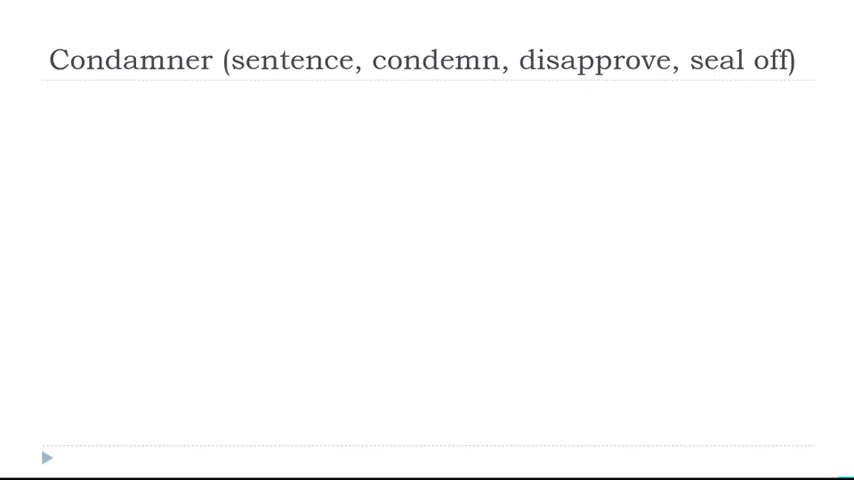 Condamner (sentence, condemn, disapprove, seal off)